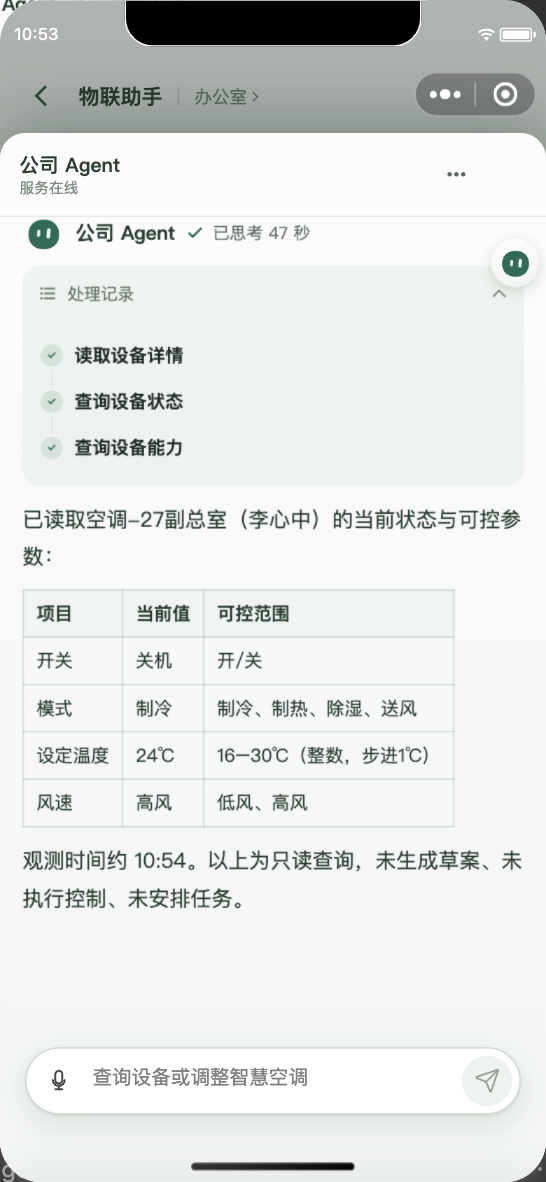 10:53
物联助手 办公室
公司 Agent
服务在线
公司 Agent 已思考 47 秒
处理记录
读取设备详情
查询设备状态
查询设备能力
已读取空调-27副总室（李心中）的当前状态与可控参
数：
项目 当前值 可控范围
开关 关机 开/关
模式 制冷 制冷、制热、除湿、送风
设定温度 24℃ 16—30℃（整数，步进1℃）
风速 高风 低风、高风
观测时间约 10:54。以上为只读查询，未生成草案、未
执行控制、未安排任务。
查询设备或调整智慧空调